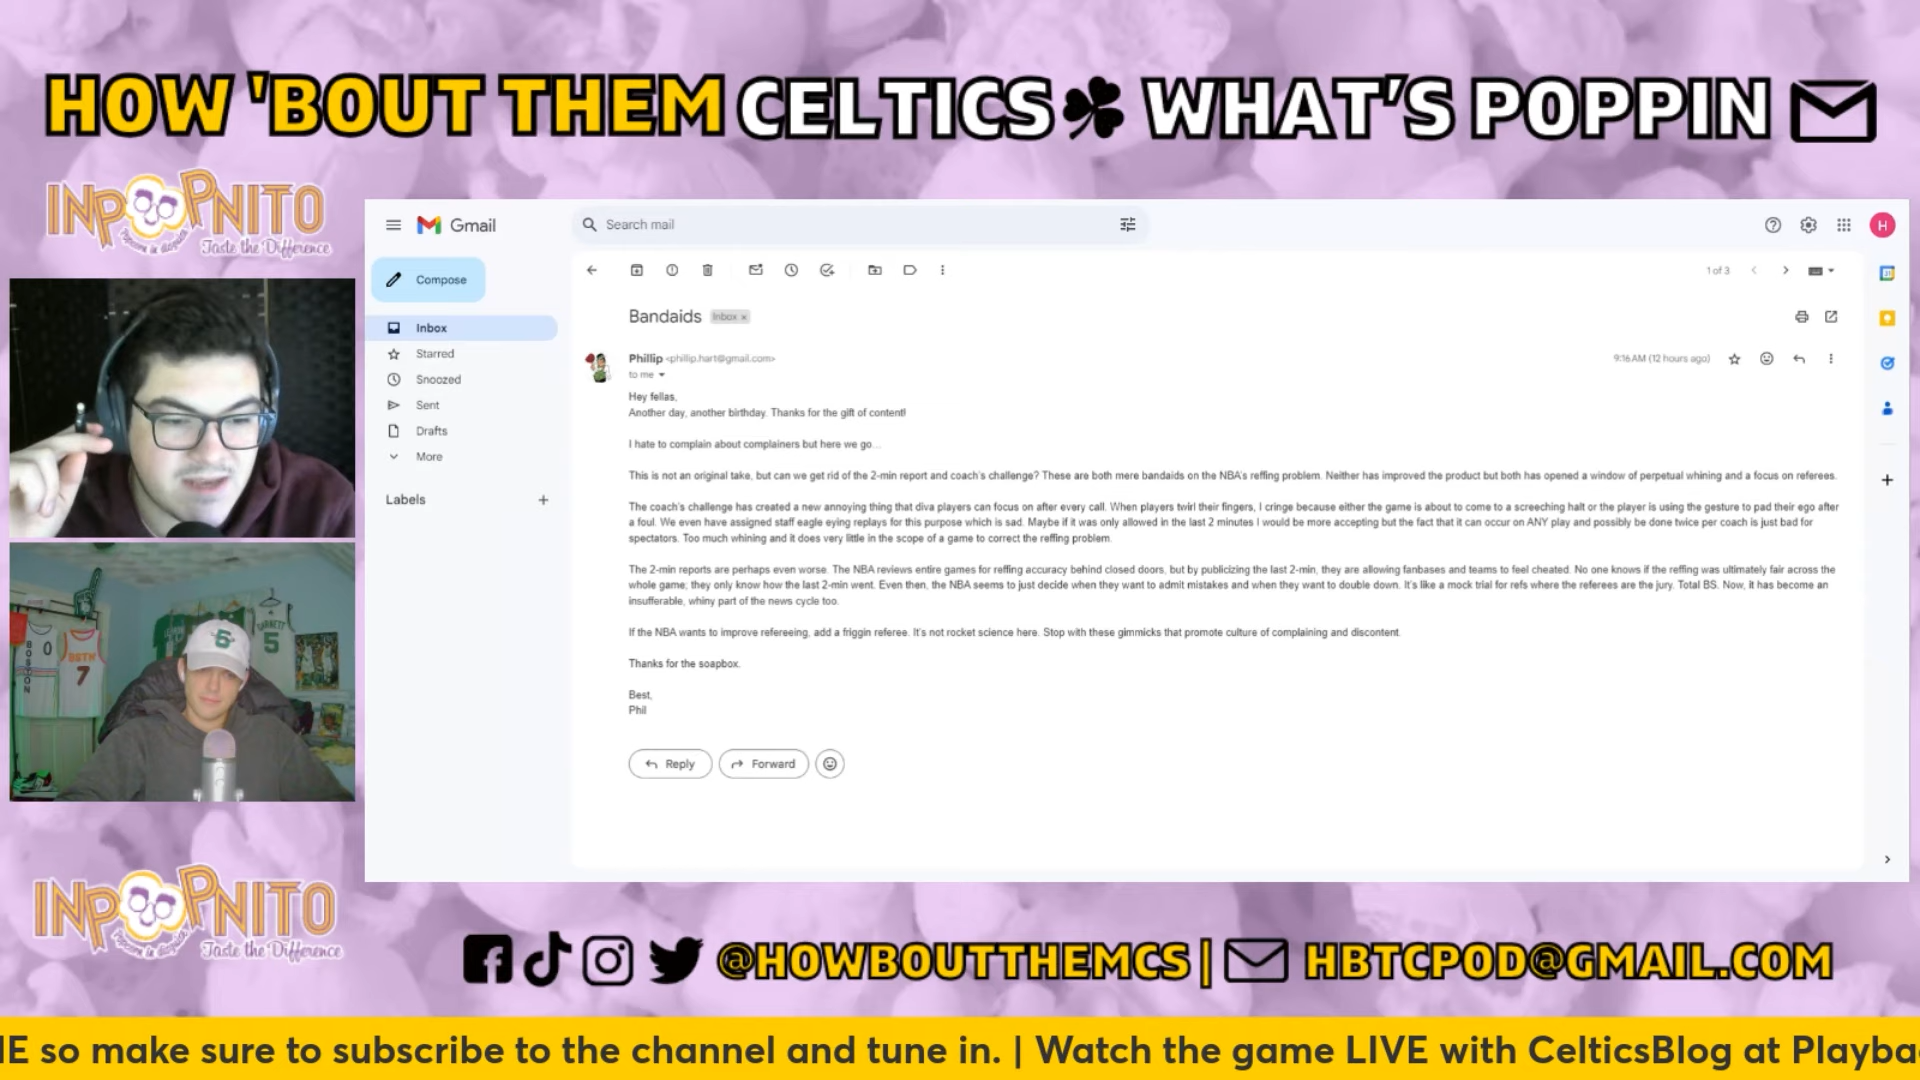 HOW 'BOUT THEM CELTICS WHAT'S POPPIN
INPOPNITO
Popcorn in disguise
Taste the Difference
Gmail
Search mail
H
Compose
1 of 3
Inbox
Starred
Snoozed
Sent
Drafts
More
Labels
Bandaids Inbox x
Phillip <phillip.hart@gmail.com>
9:16 AM (12 hours ago)
to me
Hey fellas,
Another day, another birthday. Thanks for the gift of content!
I hate to complain about complainers but here we go...
This is not an original take, but can we get rid of the 2-min report and coach's challenge? These are both mere bandaids on the NBA's reffing problem. Neither has improved the product but both has opened a window of perpetual whining and a focus on referees.
The coach's challenge has created a new annoying thing that diva players can focus on after every call. When players twirl their fingers, I cringe because either the game is about to come to a screeching halt or the player is using the gesture to pad their ego after
a foul. We even have assigned staff eagle eying replays for this purpose which is sad. Maybe if it was only allowed in the last 2 minutes I would be more accepting but the fact that it can occur on ANY play and possibly be done twice per coach is just bad for
spectators. Too much whining and it does very little in the scope of a game to correct the reffing problem.
The 2-min reports are perhaps even worse. The NBA reviews entire games for reffing accuracy behind closed doors, but by publicizing the last 2-min, they are allowing fanbases and teams to feel cheated. No one knows if the reffing was ultimately fair across the
whole game; they only know how the last 2-min went. Even then, the NBA seems to just decide when they want to admit mistakes and when they want to double down. It's like a mock trial for refs where the referees are the jury. Total BS. Now, it has become an
insufferable, whiny part of the news cycle too.
If the NBA wants to improve refereeing, add a friggin referee. It's not rocket science here. Stop with these gimmicks that promote culture of complaining and discontent.
Thanks for the soapbox.
Best,
Phil
Reply
Forward
BOSTON
0
BSTN
7
6
GARNETT
5
INPOPNITO
Popcorn in disguise
Taste the Difference
@HOWBOUTTHEMCS | HBTCPOD@GMAIL.COM
IE so make sure to subscribe to the channel and tune in. | Watch the game LIVE with CelticsBlog at Playba